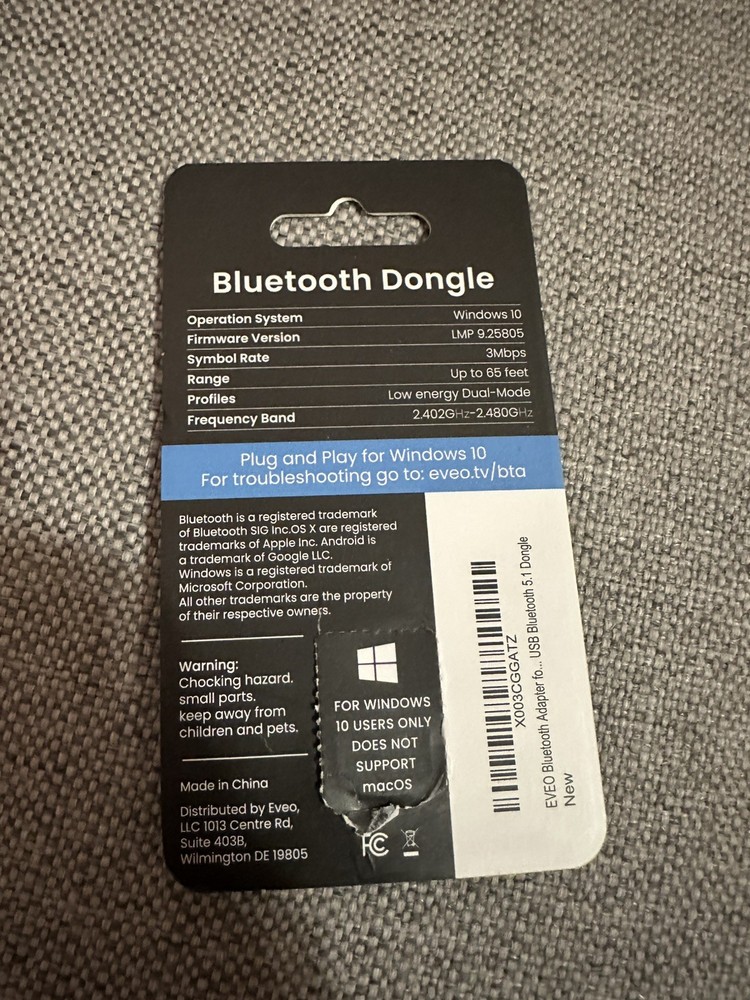 Bluetooth Dongle
Operation System Windows 10
Firmware Version LMP 9.25805
Symbol Rate 3Mbps
Range Up to 65 feet
Profiles Low energy Dual-Mode
Frequency Band 2.402GHz-2.480GHz
Plug and Play for Windows 10
For troubleshooting go to: eveo.tv/bta
Bluetooth is a registered trademark
of Bluetooth SIG Inc.OS X are registered
trademarks of Apple Inc. Android is
a trademark of Google LLC.
Windows is a registered trademark of
Microsoft Corporation.
All other trademarks are the property
of their respective owners.
Warning:
Chocking hazard.
small parts.
keep away from
children and pets.
Made in China
Distributed by Eveo,
LLC 1013 Centre Rd,
Suite 403B,
Wilmington DE 19805
FOR WINDOWS
10 USERS ONLY
DOES NOT
SUPPORT
macOS
FC
X003CGGATZ
EVEO Bluetooth Adapter fo... USB Bluetooth 5.1 Dongle
New